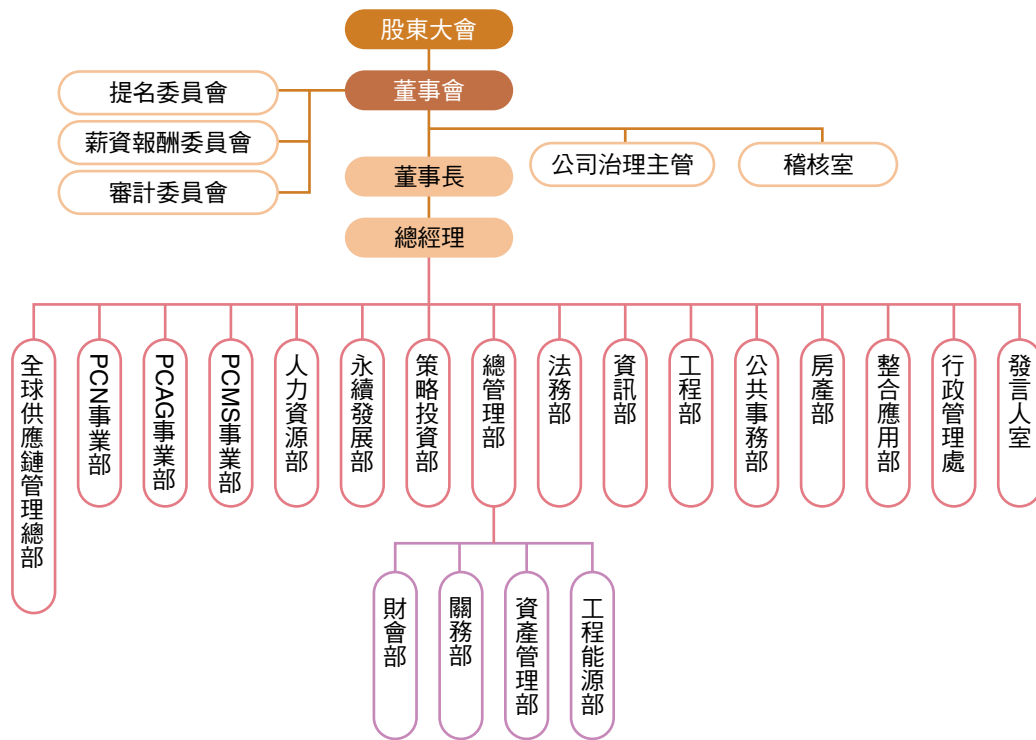 股東大會
董事會
提名委員會
薪資報酬委員會
審計委員會
公司治理主管
稽核室
董事長
總經理
全球供應鏈管理總部
PCN事業部
PCAG事業部
PCMS事業部
人力資源部
永續發展部
策略投資部
總管理部
法務部
資訊部
工程部
公共事務部
房產部
整合應用部
行政管理處
發言人室
財會部
關務部
資產管理部
工程能源部